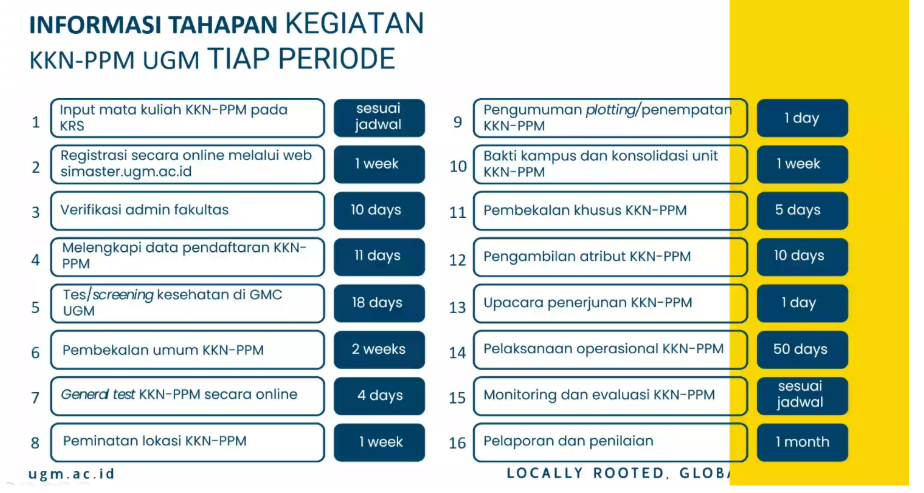 INFORMASI TAHAPAN KEGIATAN
KKN-PPM UGM TIAP PERIODE
1
Input mata kuliah KKN-PPM pada
KRS
sesuai
jadwal
2
Registrasi secara online melalui web
simaster.ugm.ac.id
1 week
3
Verifikasi admin fakultas
10 days
4
Melengkapi data pendaftaran KKN-
PPM
11 days
5
Tes/screening kesehatan di GMC
UGM
18 days
6
Pembekalan umum KKN-PPM
2 weeks
7
General test KKN-PPM secara online
4 days
8
Peminatan lokasi KKN-PPM
1 week
9
Pengumuman plotting/penempatan
KKN-PPM
1 day
10
Bakti kampus dan konsolidasi unit
KKN-PPM
1 week
11
Pembekalan khusus KKN-PPM
5 days
12
Pengambilan atribut KKN-PPM
10 days
13
Upacara penerjunan KKN-PPM
1 day
14
Pelaksanaan operasional KKN-PPM
50 days
15
Monitoring dan evaluasi KKN-PPM
sesuai
jadwal
16
Pelaporan dan penilaian
1 month
ugm.ac.id
LOCALLY ROOTED,